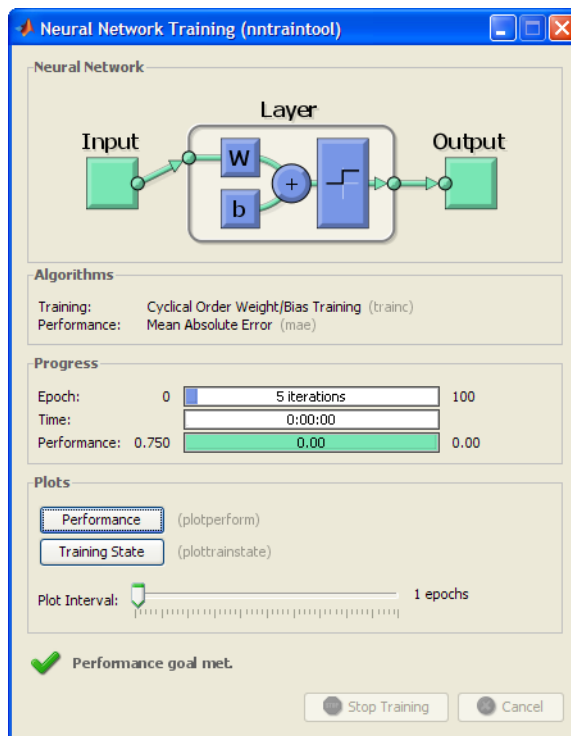 Neural Network Training (nntraintool)
Neural Network
Layer
Input
Output
W
b
+
Algorithms
Training: Cyclical Order Weight/Bias Training (trainc)
Performance: Mean Absolute Error (mae)
Progress
Epoch: 0 5 iterations 100
Time: 0:00:00
Performance: 0.750 0.00 0.00
Plots
Performance (plotperform)
Training State (plottrainstate)
Plot Interval: 1 epochs
Performance goal met.
Stop Training Cancel